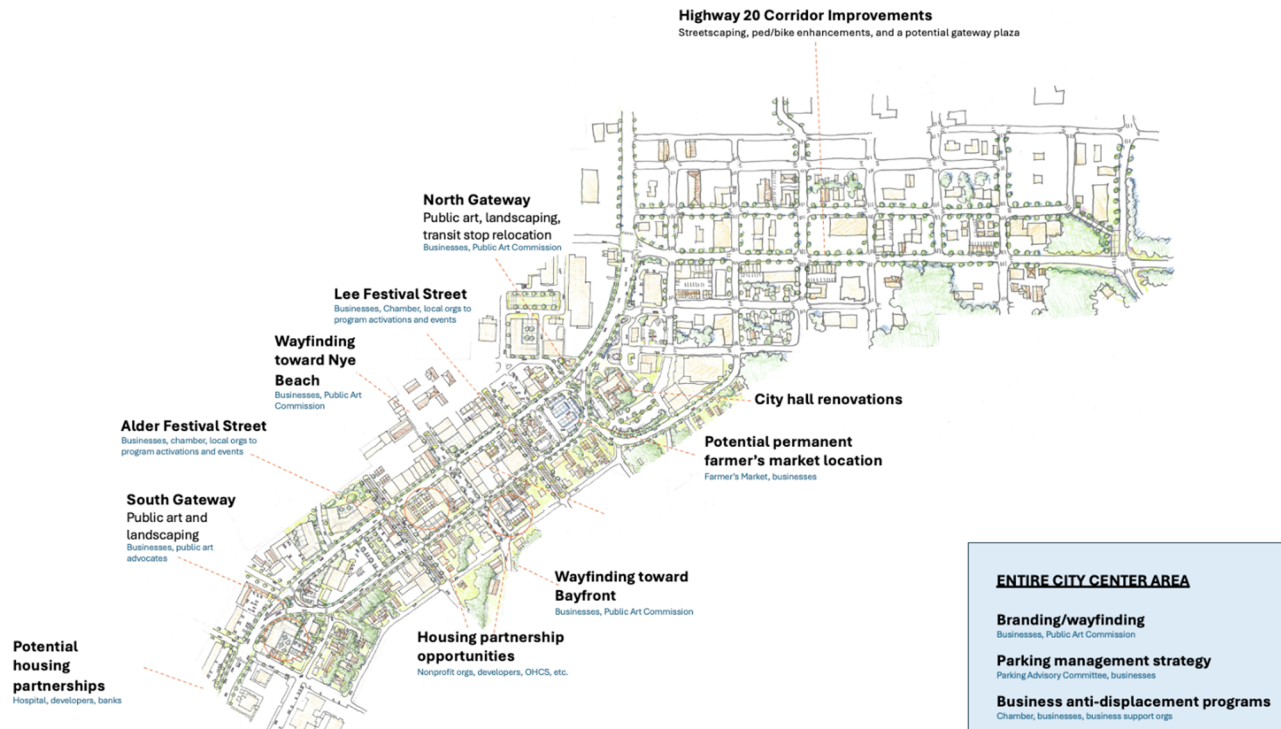 Highway 20 Corridor Improvements
Streetscaping, ped/bike enhancements, and a potential gateway plaza
North Gateway
Public art, landscaping,
transit stop relocation
Businesses, Public Art Commission
Lee Festival Street
Businesses, Chamber, local orgs to
program activations and events
Wayfinding
toward Nye
Beach
Businesses, Public Art
Commission
Alder Festival Street
Businesses, chamber, local orgs to
program activations and events
South Gateway
Public art and
landscaping
Businesses, public art
advocates
Potential
housing
partnerships
Hospital, developers, banks
City hall renovations
Potential permanent
farmer's market location
Farmer's Market, businesses
Wayfinding toward
Bayfront
Businesses, Public Art Commission
Housing partnership
opportunities
Nonprofit orgs, developers, OHCS, etc.
ENTIRE CITY CENTER AREA
Branding/wayfinding
Businesses, Public Art Commission
Parking management strategy
Parking Advisory Committee, businesses
Business anti-displacement programs
Chamber, businesses, business support orgs